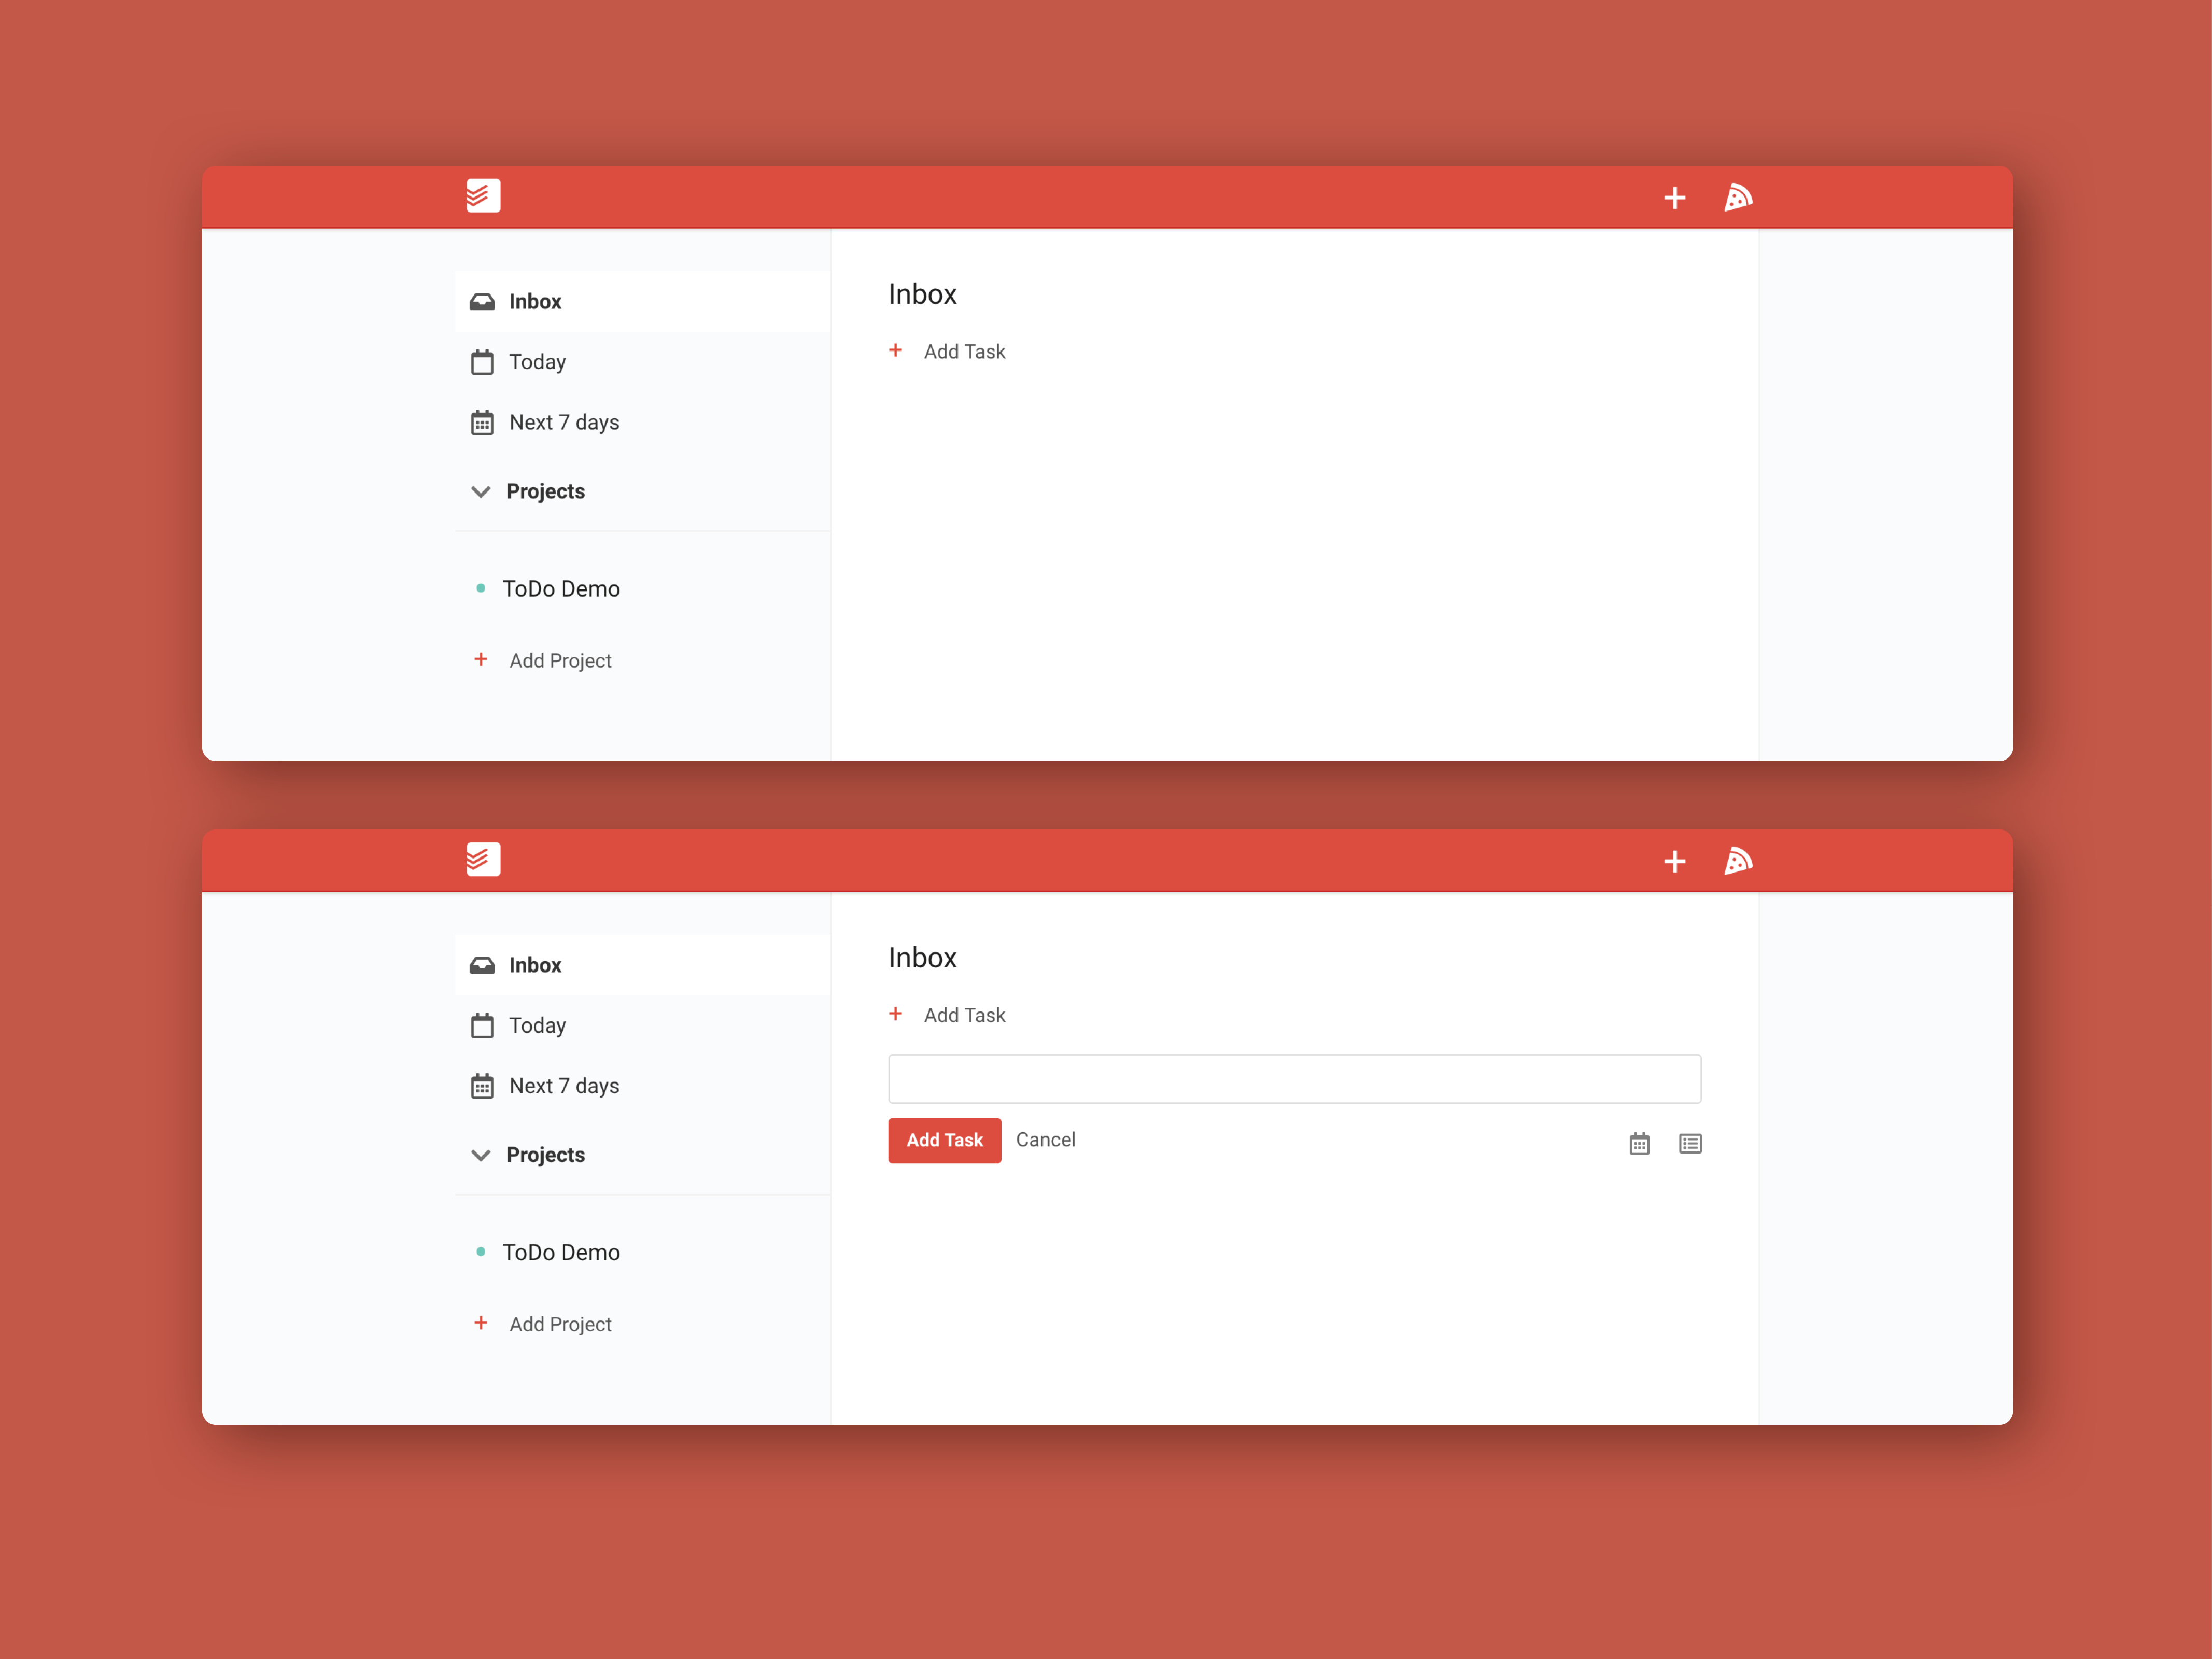 Inbox
Today
Next 7 days
Projects
ToDo Demo
+ Add Project
Inbox
+ Add Task
Inbox
Today
Next 7 days
Projects
ToDo Demo
+ Add Project
Inbox
+ Add Task
Add Task Cancel